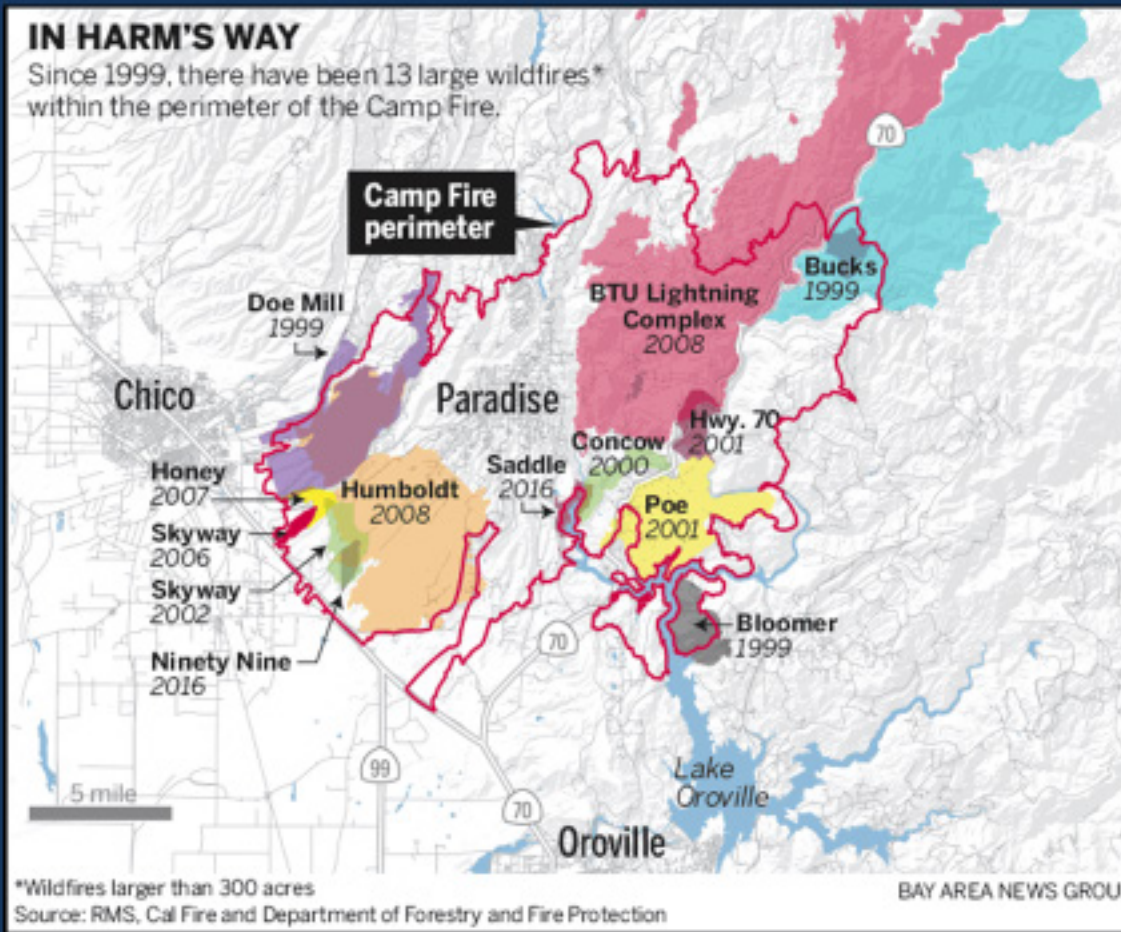 IN HARM'S WAY
Since 1999, there have been 13 large wildfires*
within the perimeter of the Camp Fire.
70
Camp Fire
perimeter
Bucks
1999
Doe Mill
1999
BTU Lightning
Complex
2008
Chico
Paradise
Hwy. 70
2001
Concow
2000
Saddle
2016
Honey
2007
Humboldt
2008
Poe
2001
Skyway
2006
Skyway
2002
Bloomer
1999
70
Ninety Nine
2016
99
Lake
Oroville
5 mile
70
Oroville
*Wildfires larger than 300 acres
BAY AREA NEWS GROU
Source: RMS, Cal Fire and Department of Forestry and Fire Protection